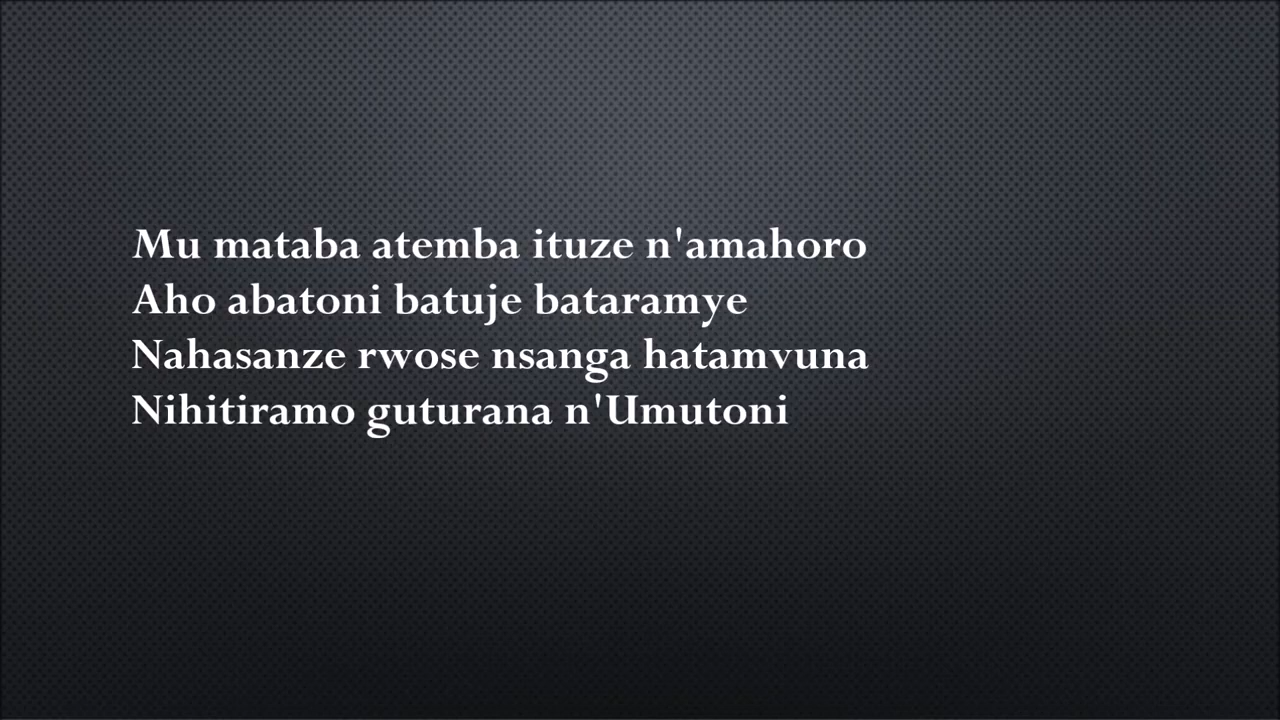 Mu mataba atemba ituze n'amahoro
Aho abatoni batuje bataramye
Nahasanze rwose nsanga hatamvuna
Nihitiramo guturana n'Umutoni